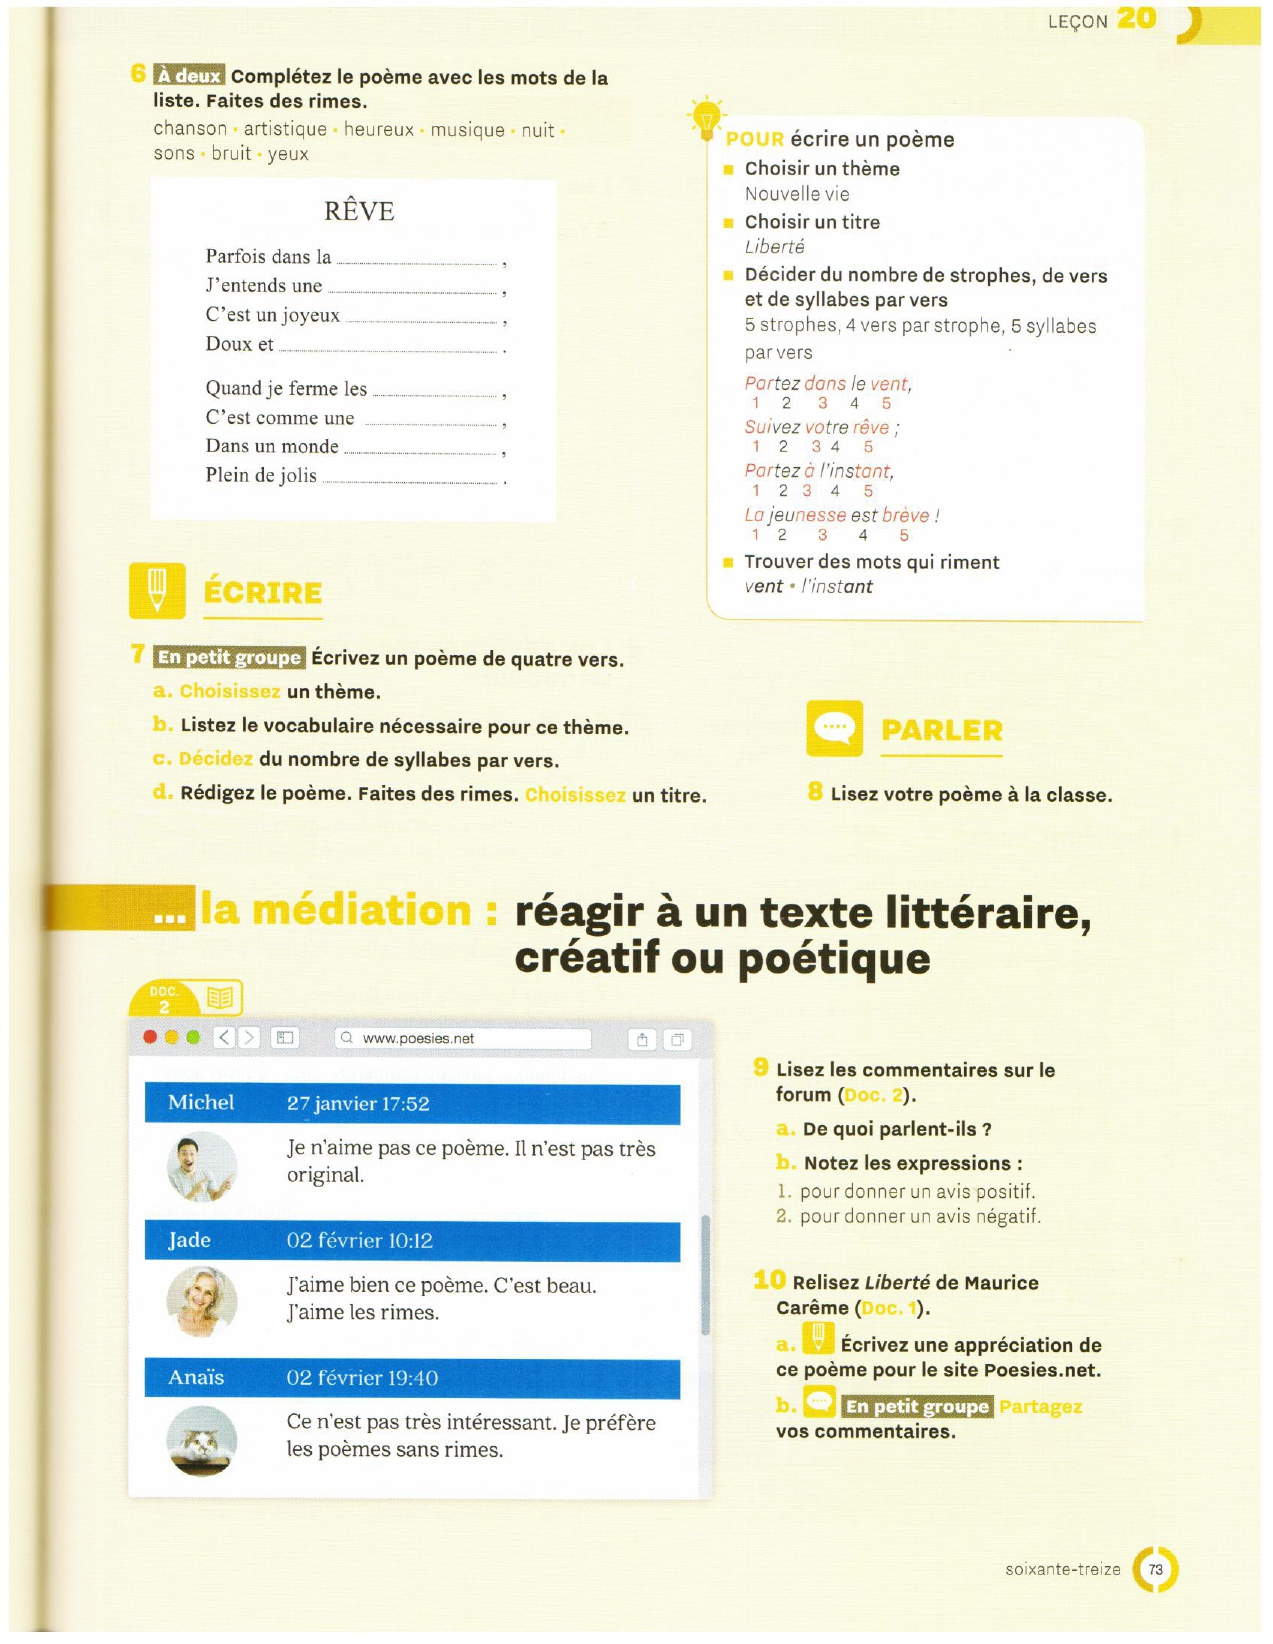 LEÇON 20
6 À deux Complétez le poème avec les mots de la
liste. Faites des rimes.
chanson • artistique • heureux • musique • nuit •
sons • bruit • yeux
RÊVE
Parfois dans la ,
J'entends une ,
C'est un joyeux ,
Doux et .
Quand je ferme les ,
C'est comme une ,
Dans un monde ,
Plein de jolis .
POUR écrire un poème
Choisir un thème
Nouvelle vie
Choisir un titre
Liberté
Décider du nombre de strophes, de vers
et de syllabes par vers
5 strophes, 4 vers par strophe, 5 syllabes
par vers
Partez dans le vent,
1 2 3 4 5
Suivez votre rêve ;
1 2 3 4 5
Partez à l'instant,
1 2 3 4 5
La jeunesse est brève !
1 2 3 4 5
Trouver des mots qui riment
vent • l'instant
ÉCRIRE
7 En petit groupe Écrivez un poème de quatre vers.
a. Choisissez un thème.
b. Listez le vocabulaire nécessaire pour ce thème.
c. Décidez du nombre de syllabes par vers.
d. Rédigez le poème. Faites des rimes. Choisissez un titre.
PARLER
8 Lisez votre poème à la classe.
... la médiation : réagir à un texte littéraire,
créatif ou poétique
DOC.
2
www.poesies.net
Michel 27 janvier 17:52
Je n'aime pas ce poème. Il n'est pas très
original.
Jade 02 février 10:12
J'aime bien ce poème. C'est beau.
J'aime les rimes.
Anaïs 02 février 19:40
Ce n'est pas très intéressant. Je préfère
les poèmes sans rimes.
9 Lisez les commentaires sur le
forum (Doc. 2).
a. De quoi parlent-ils ?
b. Notez les expressions :
1. pour donner un avis positif.
2. pour donner un avis négatif.
10 Relisez Liberté de Maurice
Carême (Doc. 1).
a. Écrivez une appréciation de
ce poème pour le site Poesies.net.
b. En petit groupe Partagez
vos commentaires.
soixante-treize 73